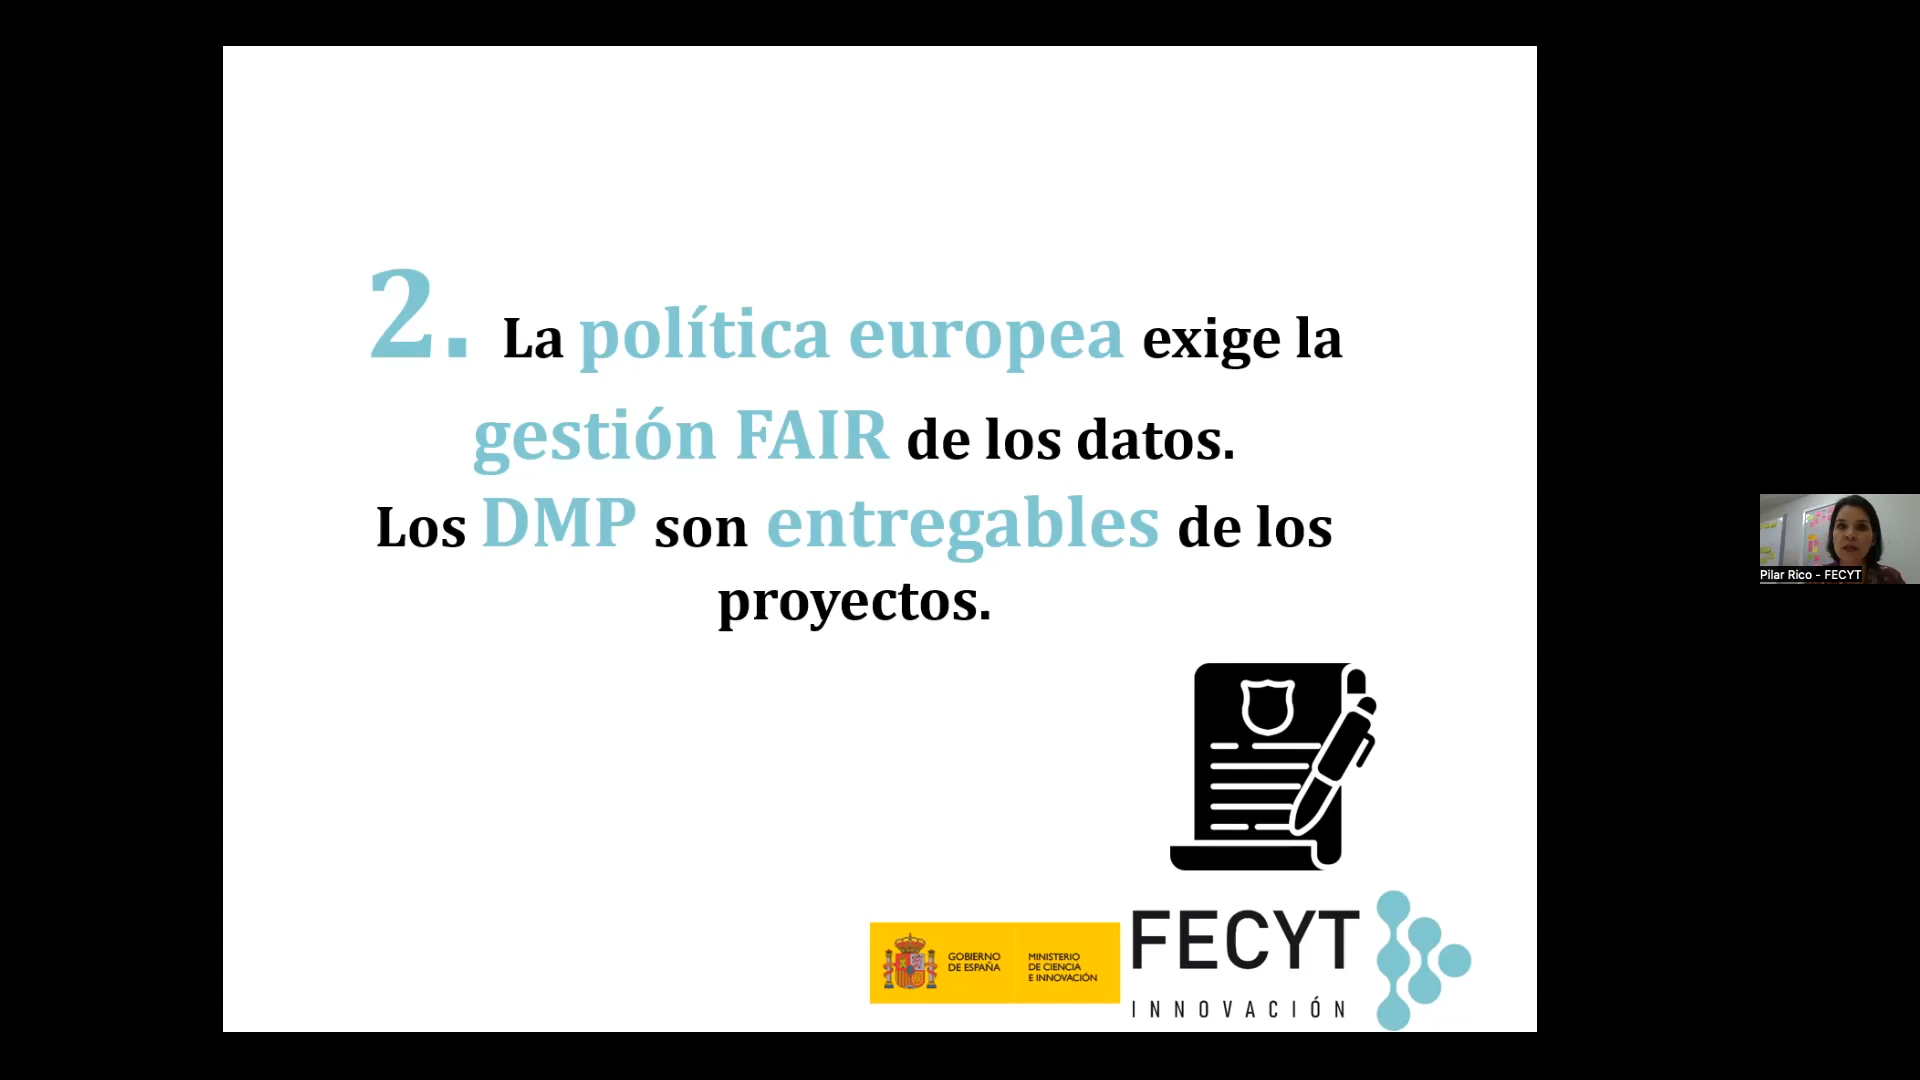 2. La política europea exige la
gestión FAIR de los datos.
Los DMP son entregables de los
proyectos.
Pilar Rico - FECYT
GOBIERNO
DE ESPAÑA
MINISTERIO
DE CIENCIA
E INNOVACIÓN
FECYT
INNOVACIÓN